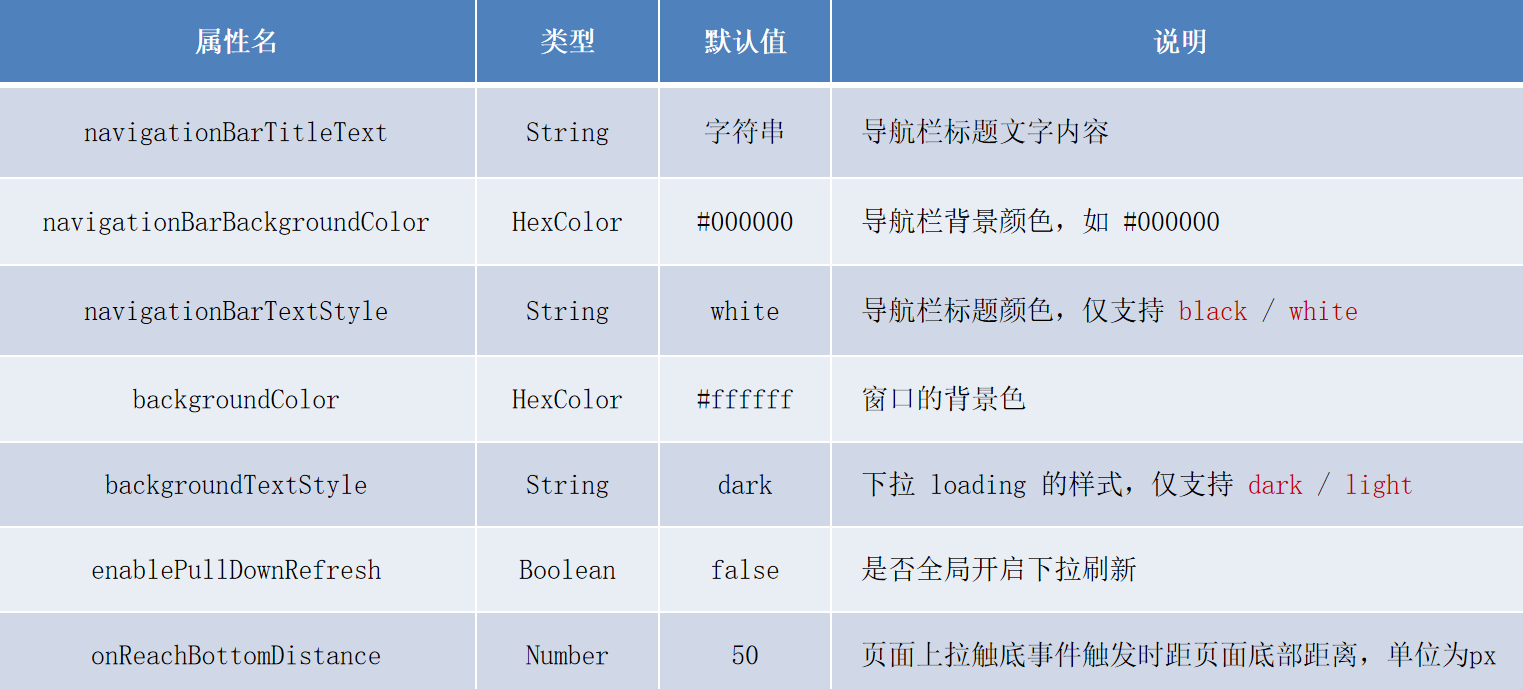 属性名 类型 默认值 说明
navigationBarTitleText String 字符串 导航栏标题文字内容
navigationBarBackgroundColor HexColor #000000 导航栏背景颜色，如 #000000
navigationBarTextStyle String white 导航栏标题颜色，仅支持 black / white
backgroundColor HexColor #ffffff 窗口的背景色
backgroundTextStyle String dark 下拉 loading 的样式，仅支持 dark / light
enablePullDownRefresh Boolean false 是否全局开启下拉刷新
onReachBottomDistance Number 50 页面上拉触底事件触发时距页面底部距离，单位为px